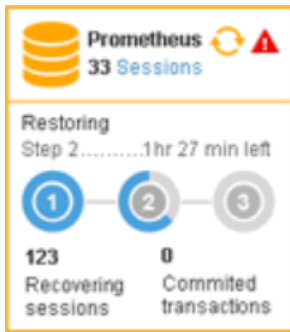 Prometheus
33 Sessions
Restoring
Step 2..........1hr 27 min left
1 2 3
123 0
Recovering Commited
sessions transactions